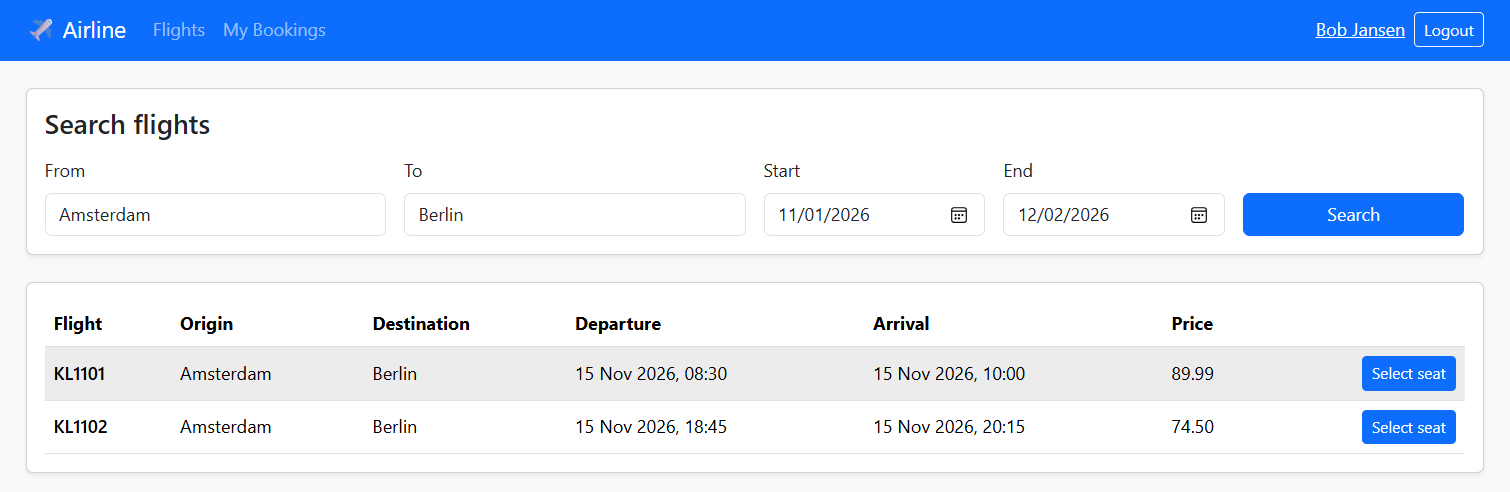 Airline Flights My Bookings Bob Jansen Logout
Search flights
From To Start End
Amsterdam Berlin 11/01/2026 12/02/2026 Search
Flight Origin Destination Departure Arrival Price
KL1101 Amsterdam Berlin 15 Nov 2026, 08:30 15 Nov 2026, 10:00 89.99 Select seat
KL1102 Amsterdam Berlin 15 Nov 2026, 18:45 15 Nov 2026, 20:15 74.50 Select seat